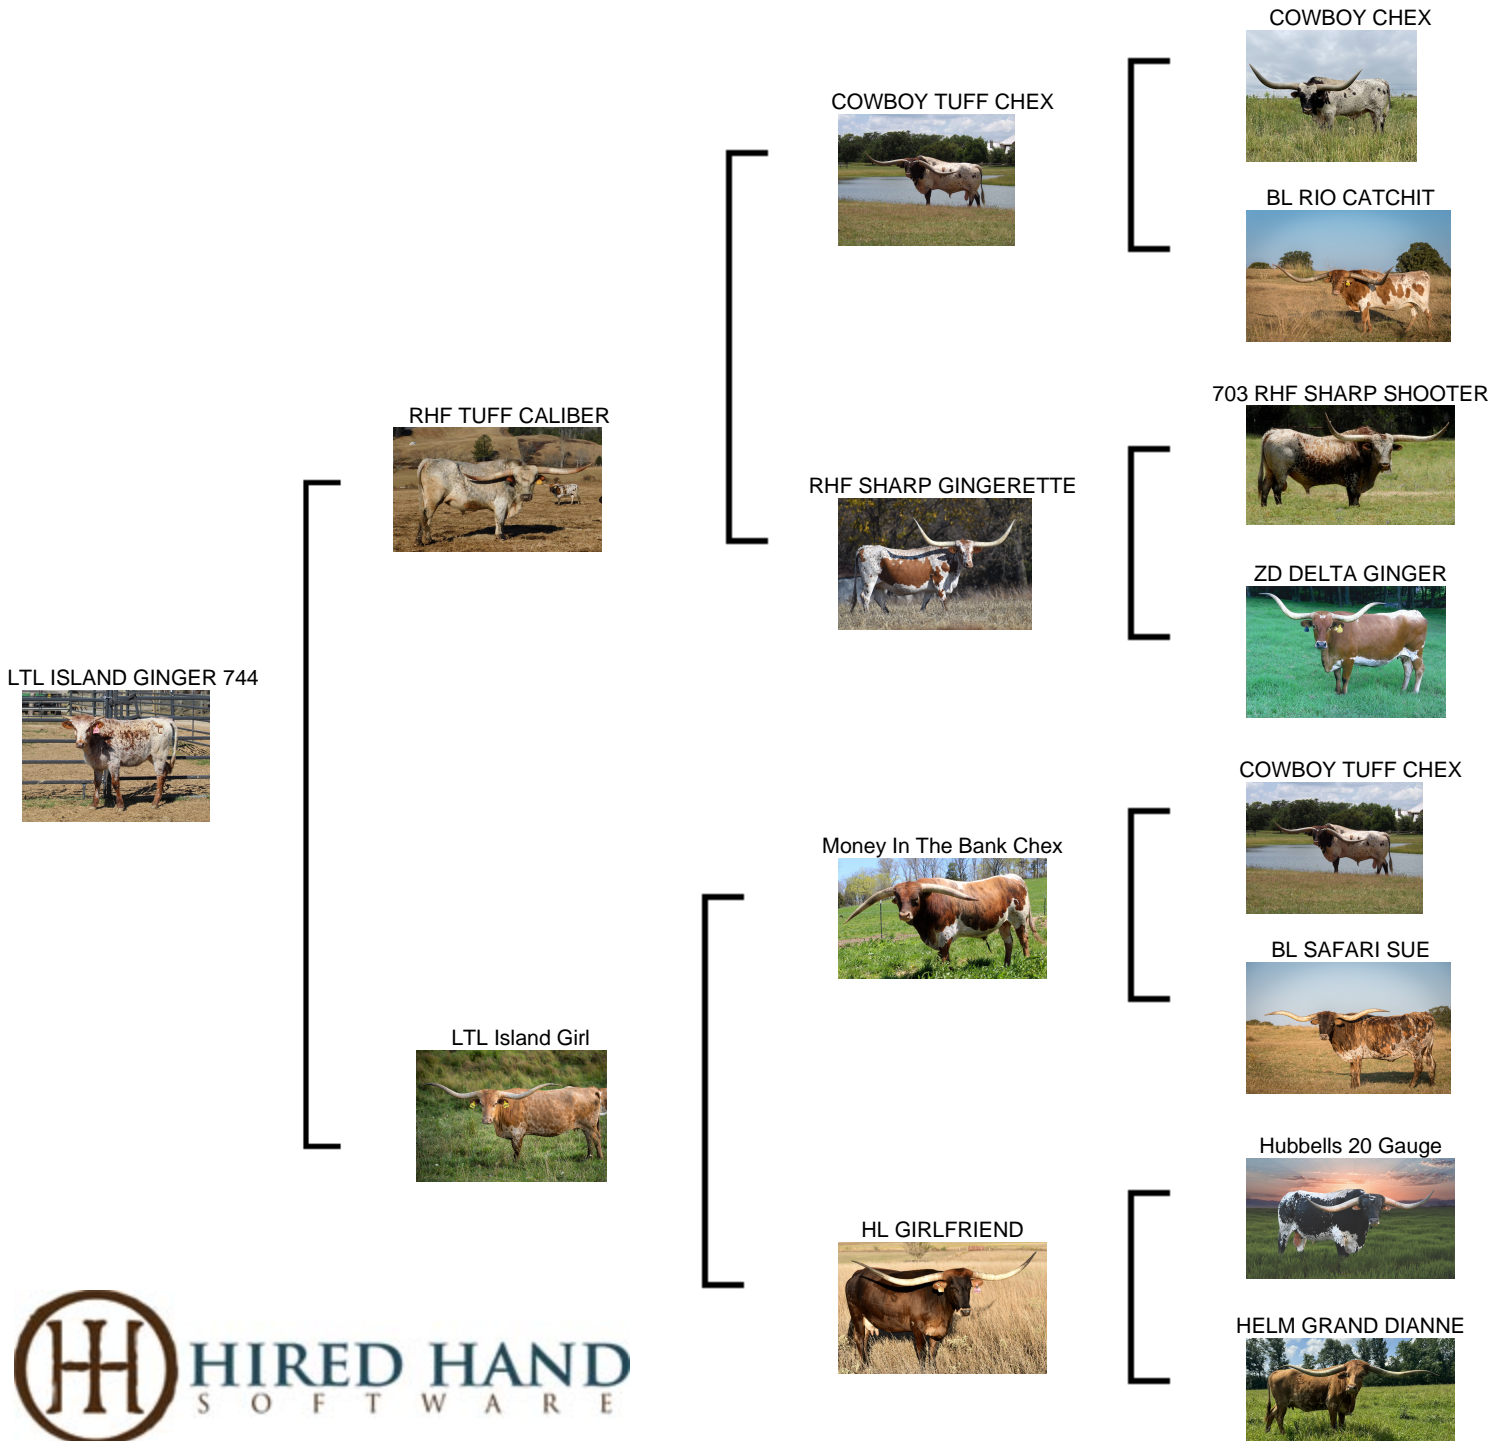 COWBOY CHEX
COWBOY TUFF CHEX
BL RIO CATCHIT
703 RHF SHARP SHOOTER
RHF TUFF CALIBER
RHF SHARP GINGERETTE
ZD DELTA GINGER
LTL ISLAND GINGER 744
COWBOY TUFF CHEX
Money In The Bank Chex
BL SAFARI SUE
LTL Island Girl
Hubbells 20 Gauge
HL GIRLFRIEND
HELM GRAND DIANNE
HIRED HAND
SOFTWARE